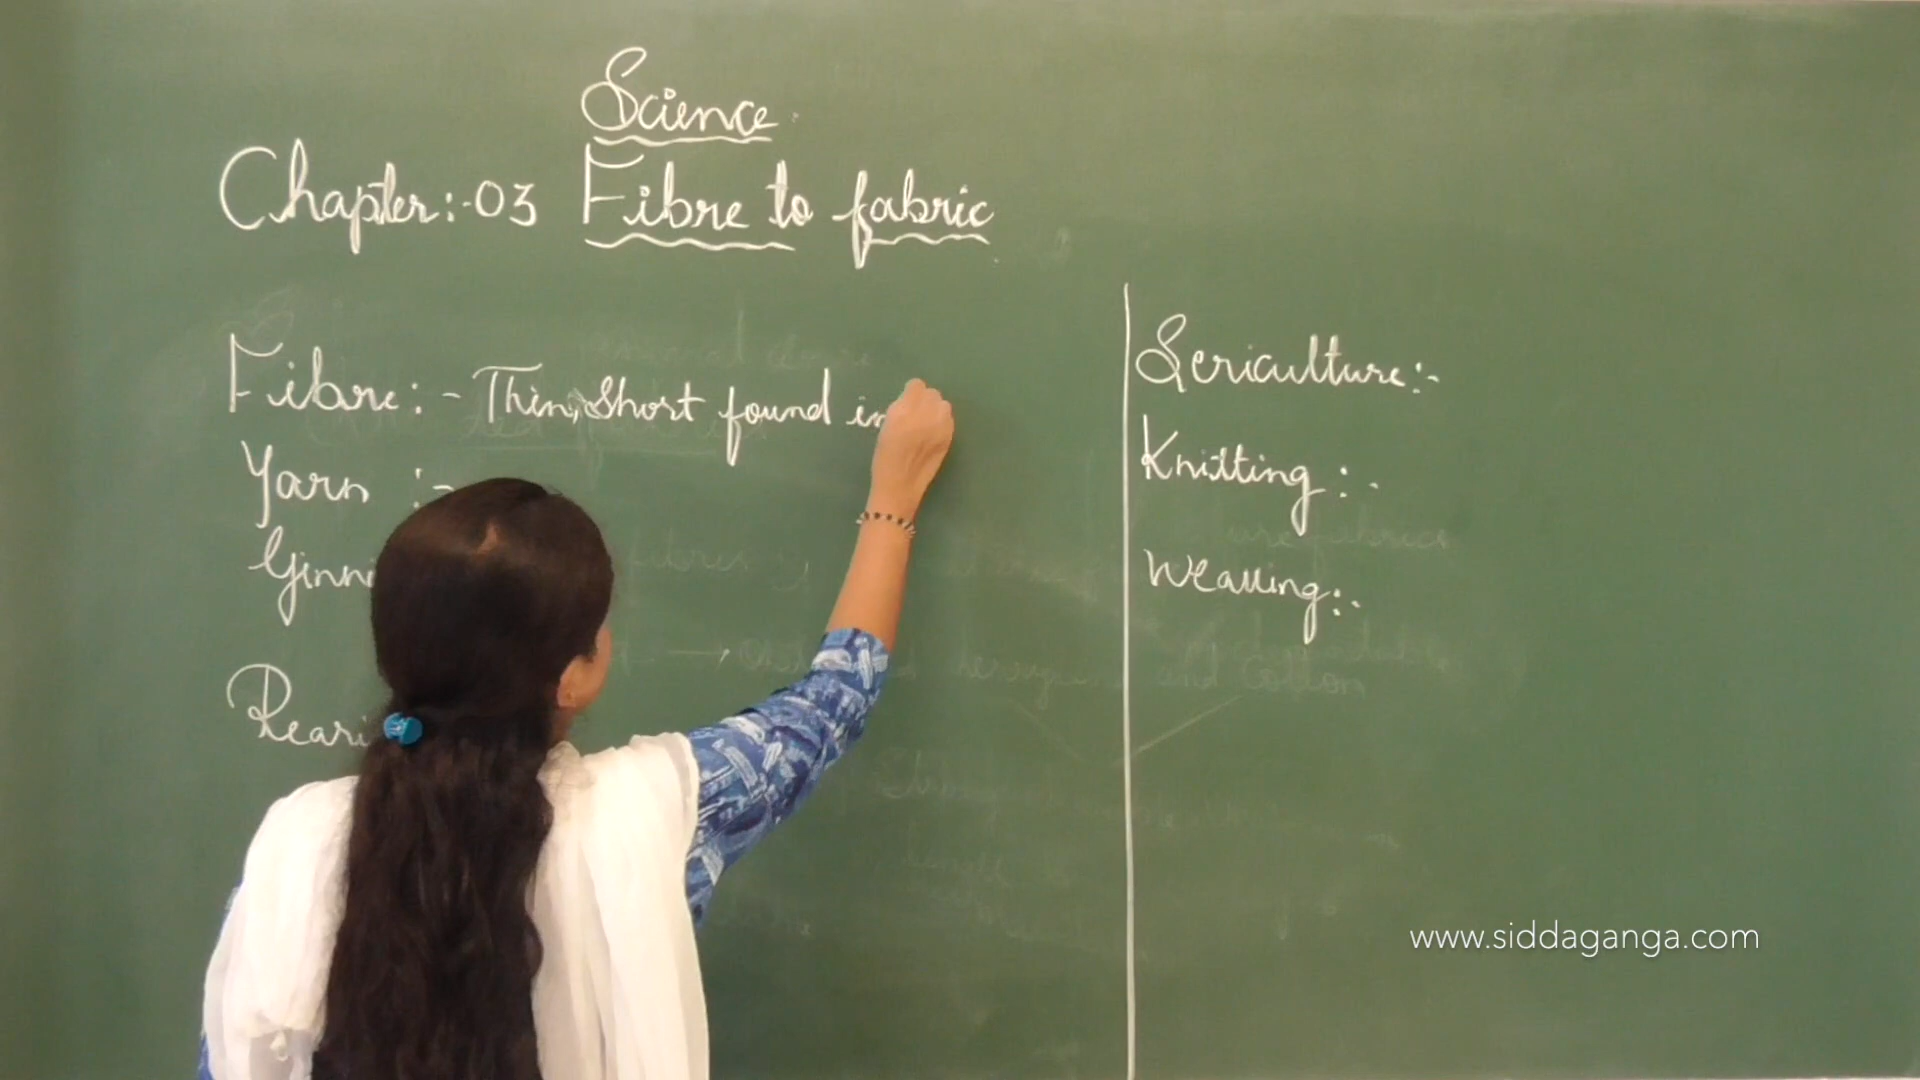 Science
Chapter:-03 Fibre to fabric
Fibre:- Thin, Short found in
Yarn :-
Ginni
Reari
Sericulture:-
Knitting:-
Weaving:-
www.siddaganga.com